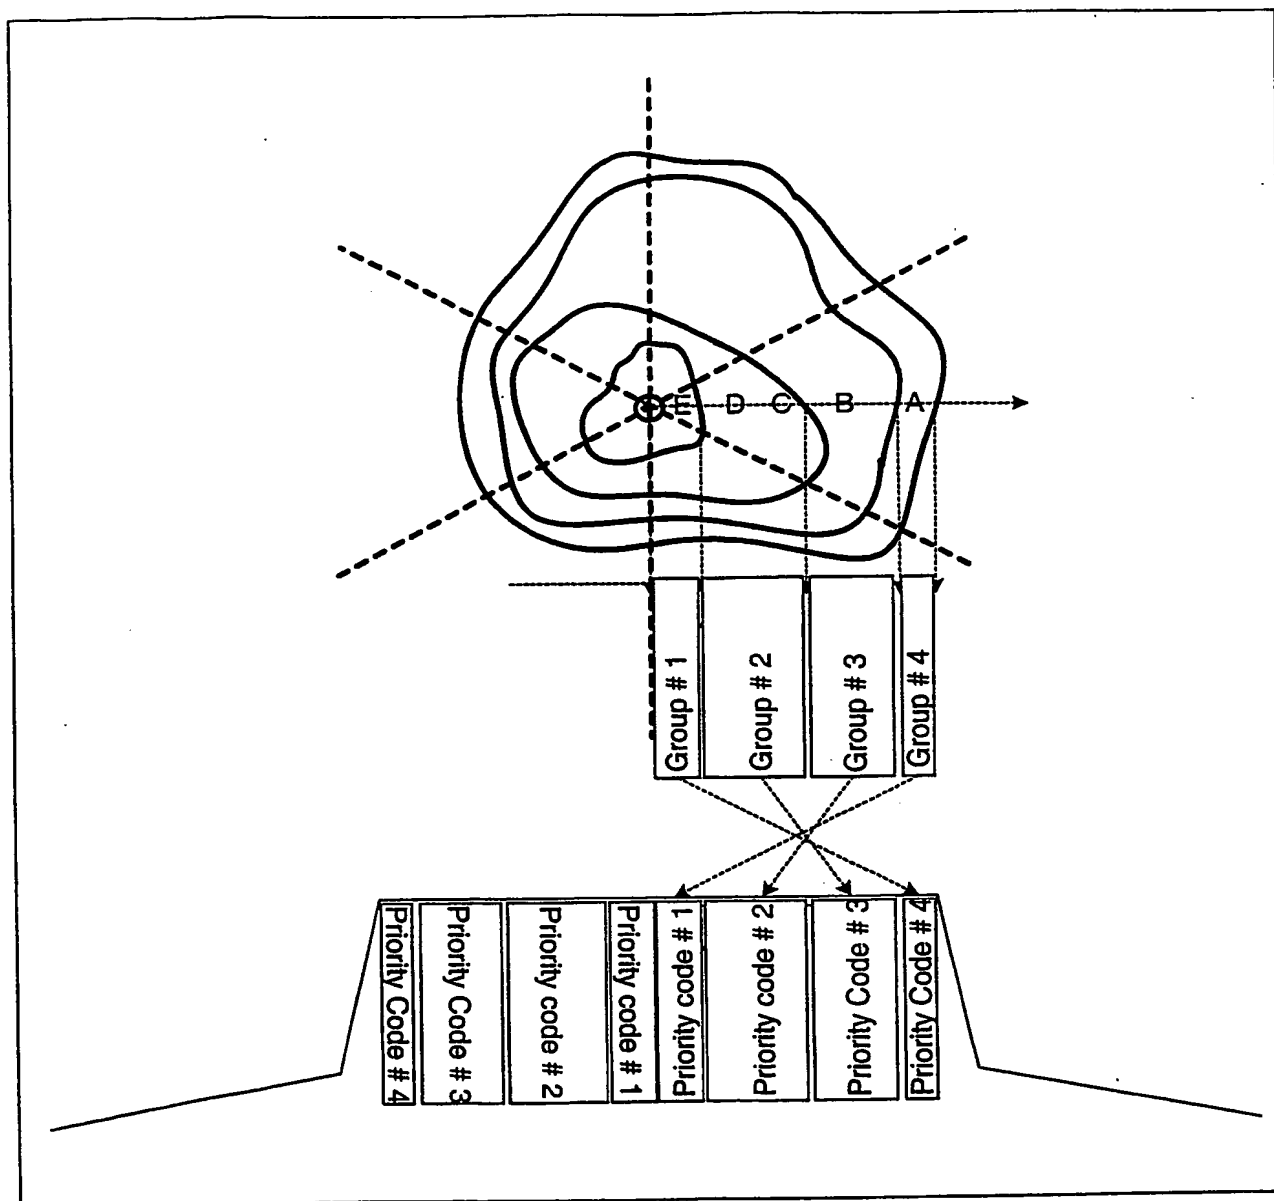 E D C B A
Group # 1
Group # 2
Group # 3
Group # 4
Priority Code # 4
Priority Code # 3
Priority code # 2
Priority code # 1
Priority code # 1
Priority code # 2
Priority Code # 3
Priority Code # 4